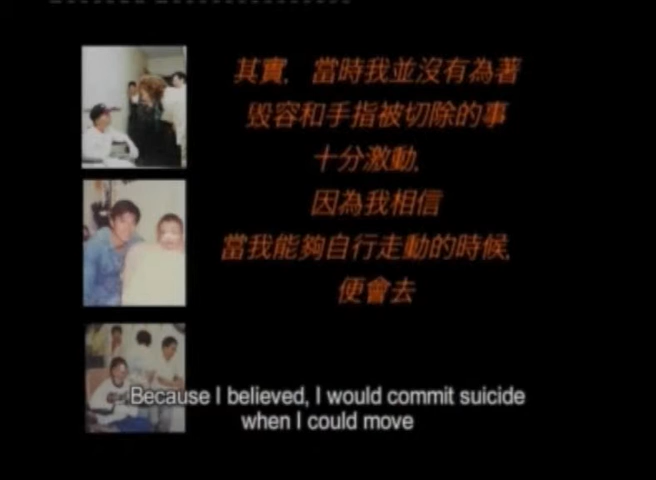 其實，當時我並沒有為著
毀容和手指被切除的事
十分激動，
因為我相信
當我能夠自行走動的時候，
便會去
Because I believed, I would commit suicide
when I could move